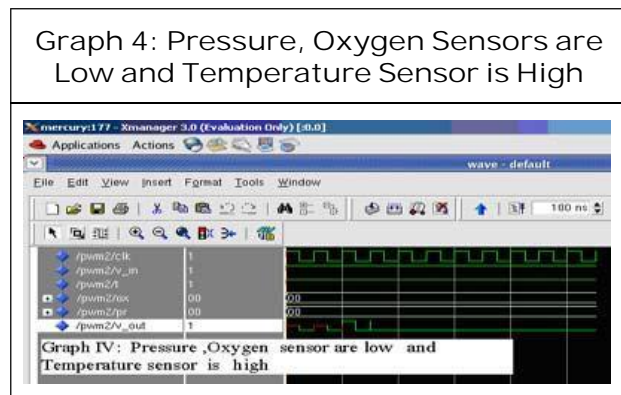 Graph 4: Pressure, Oxygen Sensors are
Low and Temperature Sensor is High
mercury:177 - Xmanager 3.0 (Evaluation Only) [:0.0]
Applications Actions
wave - default
File Edit View Insert Format Tools Window
100 ns
/pwm2/clk 1
/pwm2/v_in 1
/pwm2/t 1
/pwm2/ox 00 00
/pwm2/pr 00 00
/pwm2/v_out 1
Graph IV: Pressure ,Oxygen sensor are low and
Temperature sensor is high